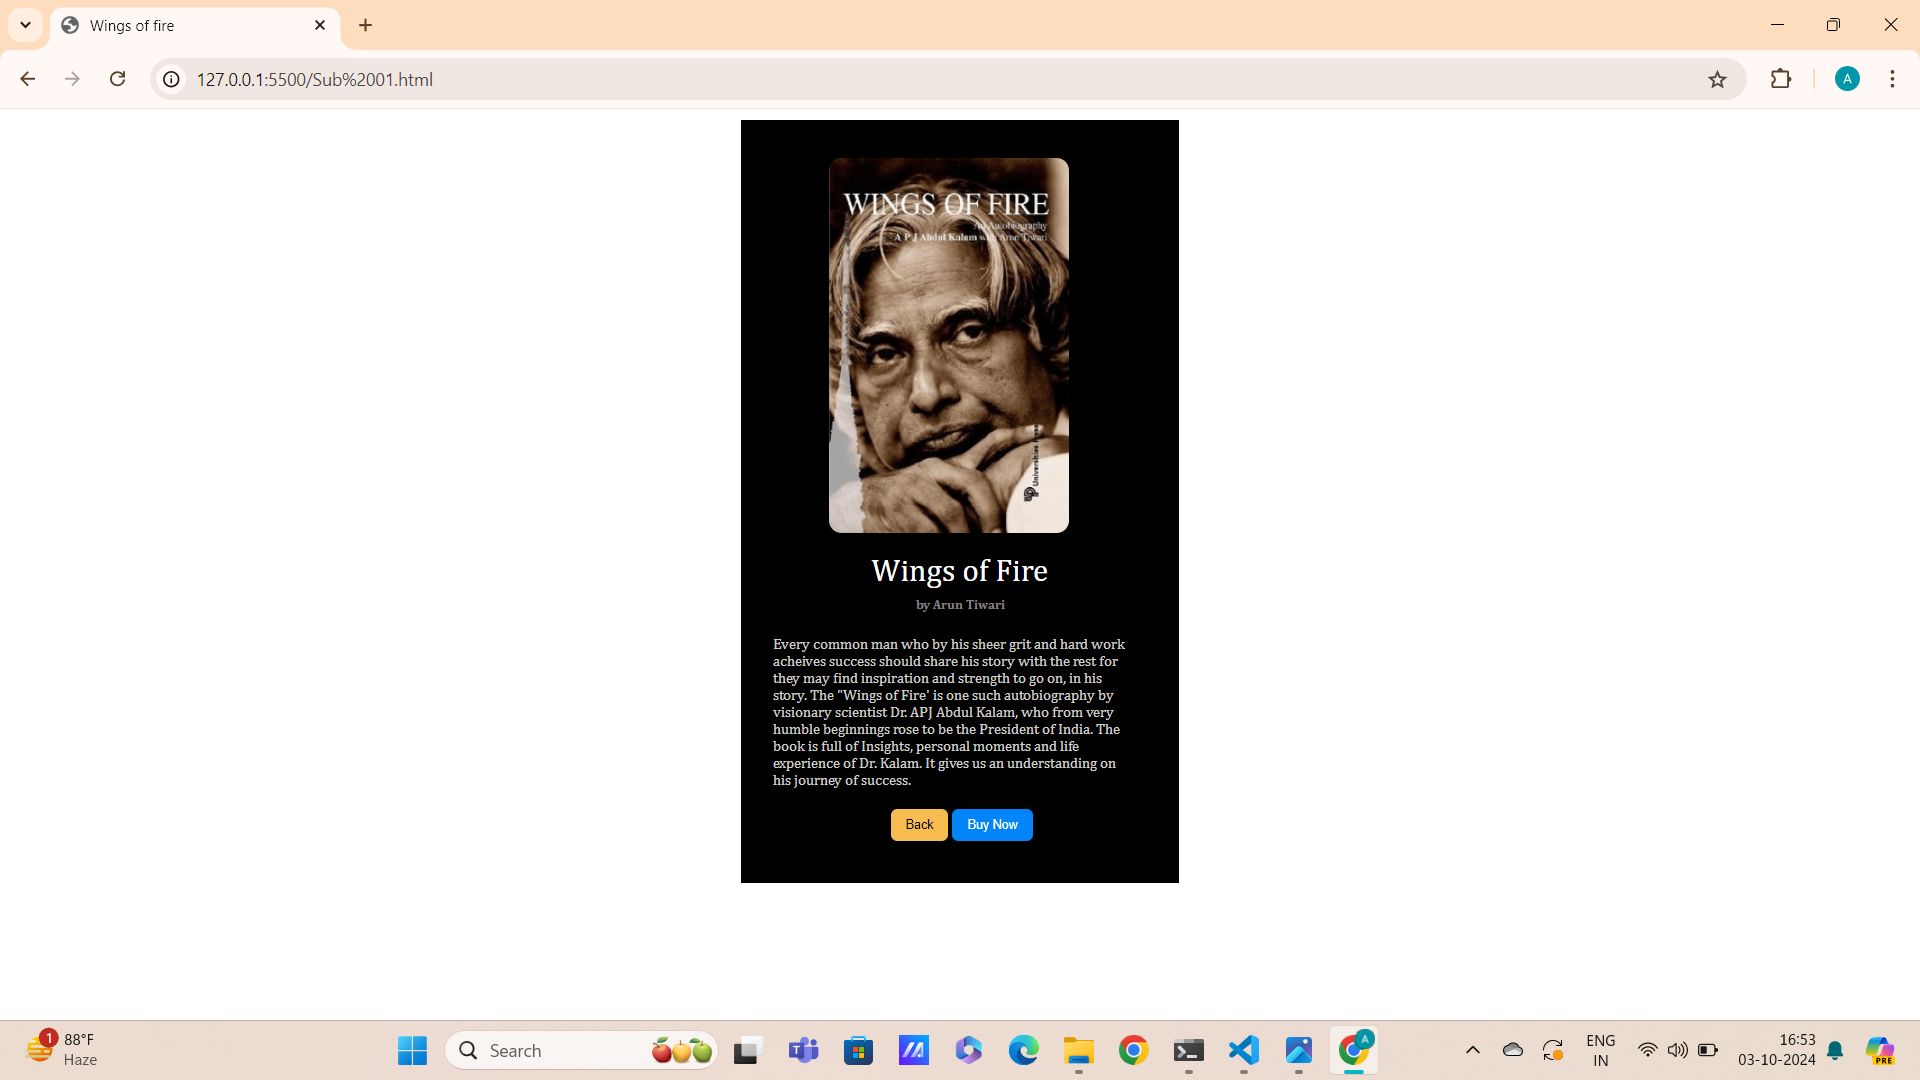 Wings of fire
127.0.0.1:5500/Sub%2001.html
A
WINGS OF FIRE
An Autobiography
A P J Abdul Kalam with Arun Tiwari
Universities Press
Wings of Fire
by Arun Tiwari
Every common man who by his sheer grit and hard work
acheives success should share his story with the rest for
they may find inspiration and strength to go on, in his
story. The "Wings of Fire' is one such autobiography by
visionary scientist Dr. APJ Abdul Kalam, who from very
humble beginnings rose to be the President of India. The
book is full of Insights, personal moments and life
experience of Dr. Kalam. It gives us an understanding on
his journey of success.
Back Buy Now
1
88°F
Haze
Search
A
ENG
IN
16:53
03-10-2024
PRE